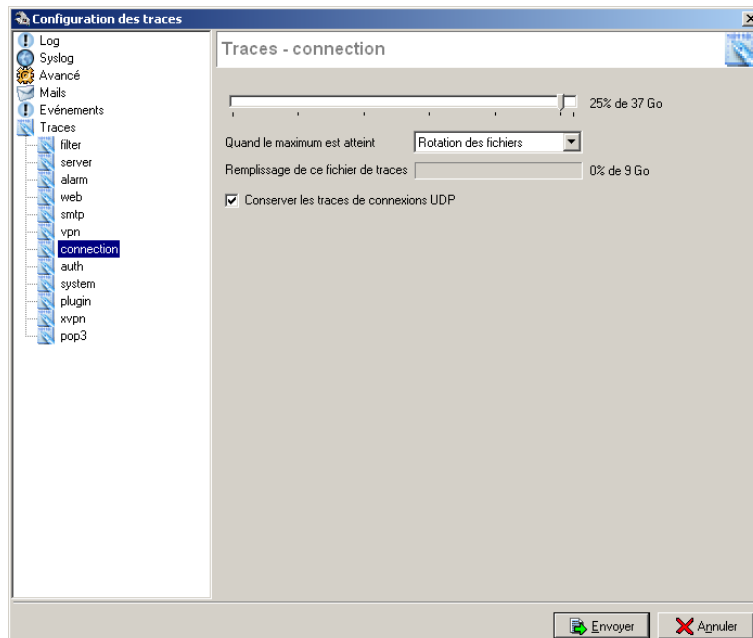 Configuration des traces
Log
Syslog
Avancé
Mails
Evénements
Traces
filter
server
alarm
web
smtp
vpn
connection
auth
system
plugin
xvpn
pop3
Traces - connection
25% de 37 Go
Quand le maximum est atteint Rotation des fichiers
Remplissage de ce fichier de traces 0% de 9 Go
Conserver les traces de connexions UDP
Envoyer Annuler